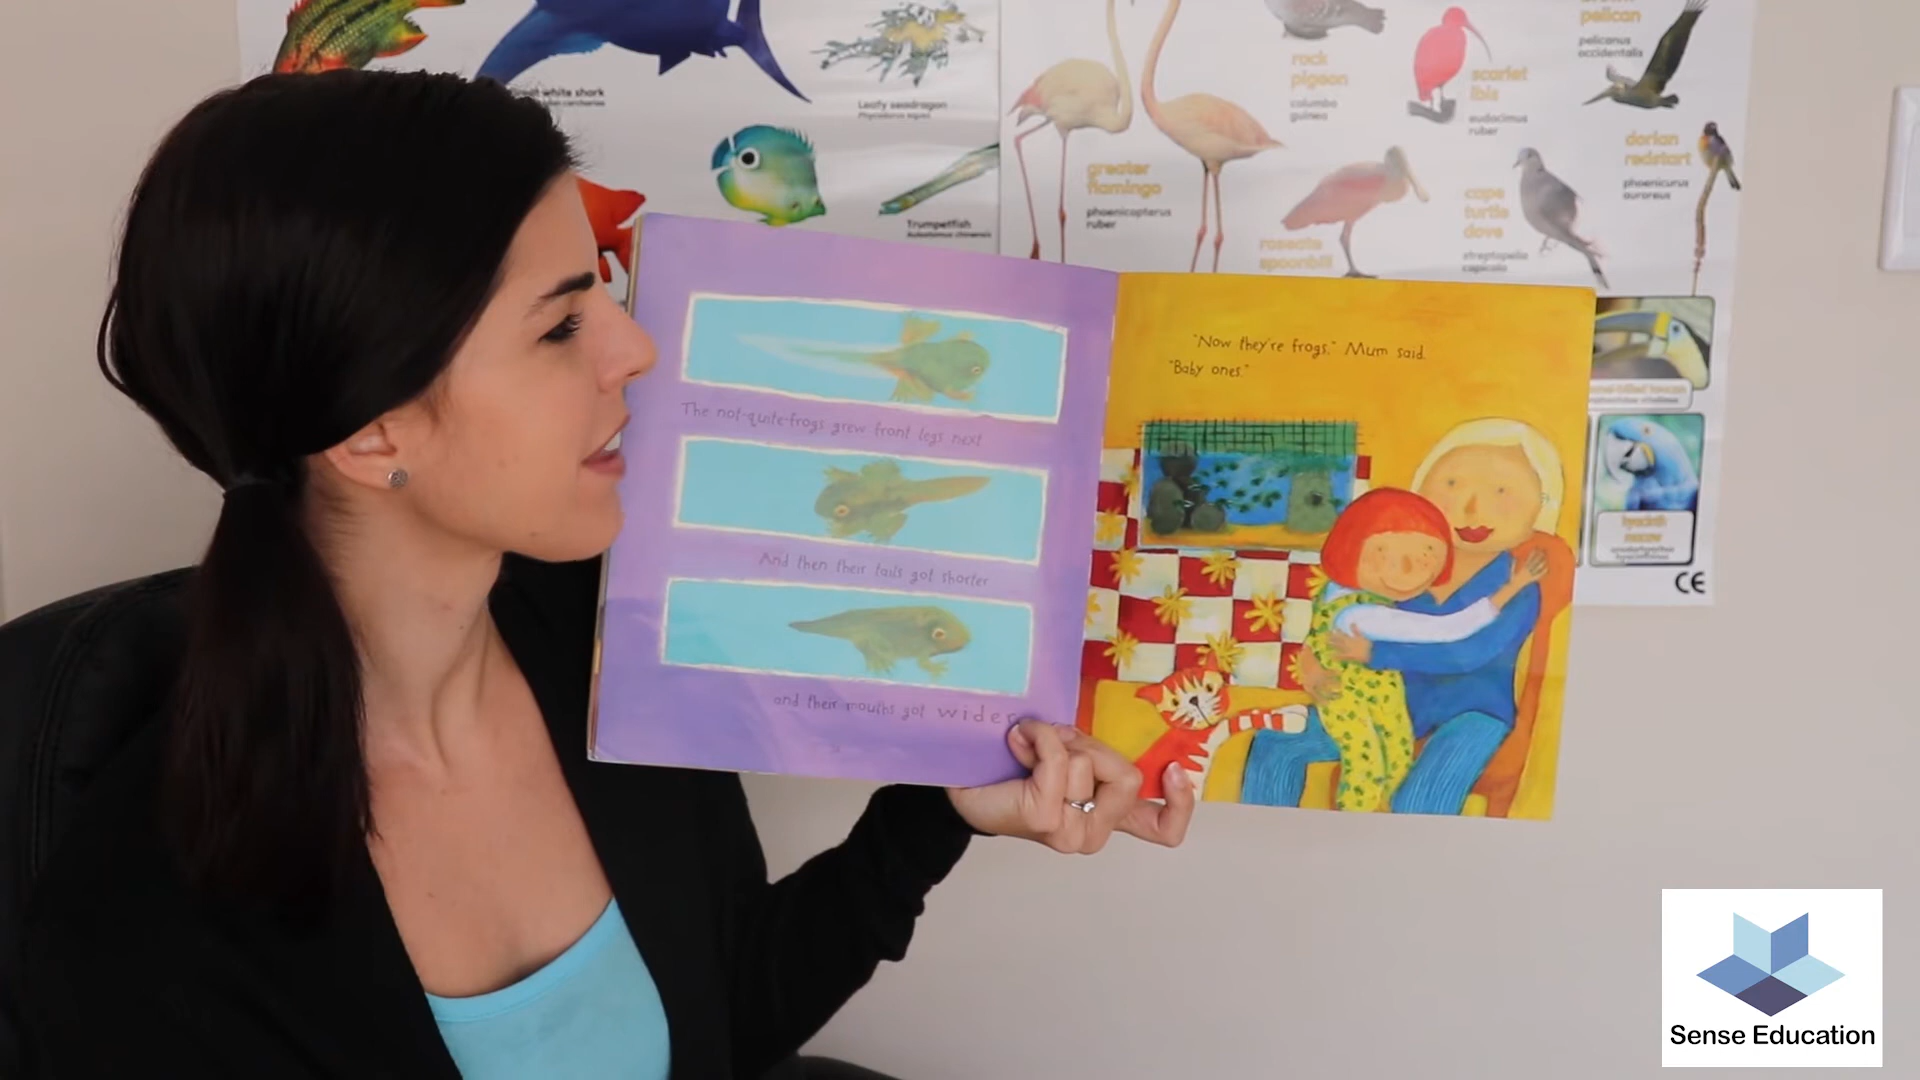 Great white shark
Leafy seadragon
Trumpetfish
greater
flamingo
phoenicopterus
ruber
rock
pigeon
columba
guinea
scarlet
ibis
eudocimus
ruber
pelican
pelicanus
occidentalis
dorian
redstart
phoenicurus
auroreus
roseate
spoonbill
cape
turtle
dove
streptopelia
capicola
hyacinth
macaw
CE
The not-quite-frogs grew front legs next
And then their tails got shorter
and their mouths got wider
"Now they're frogs," Mum said.
"Baby ones."
Sense Education